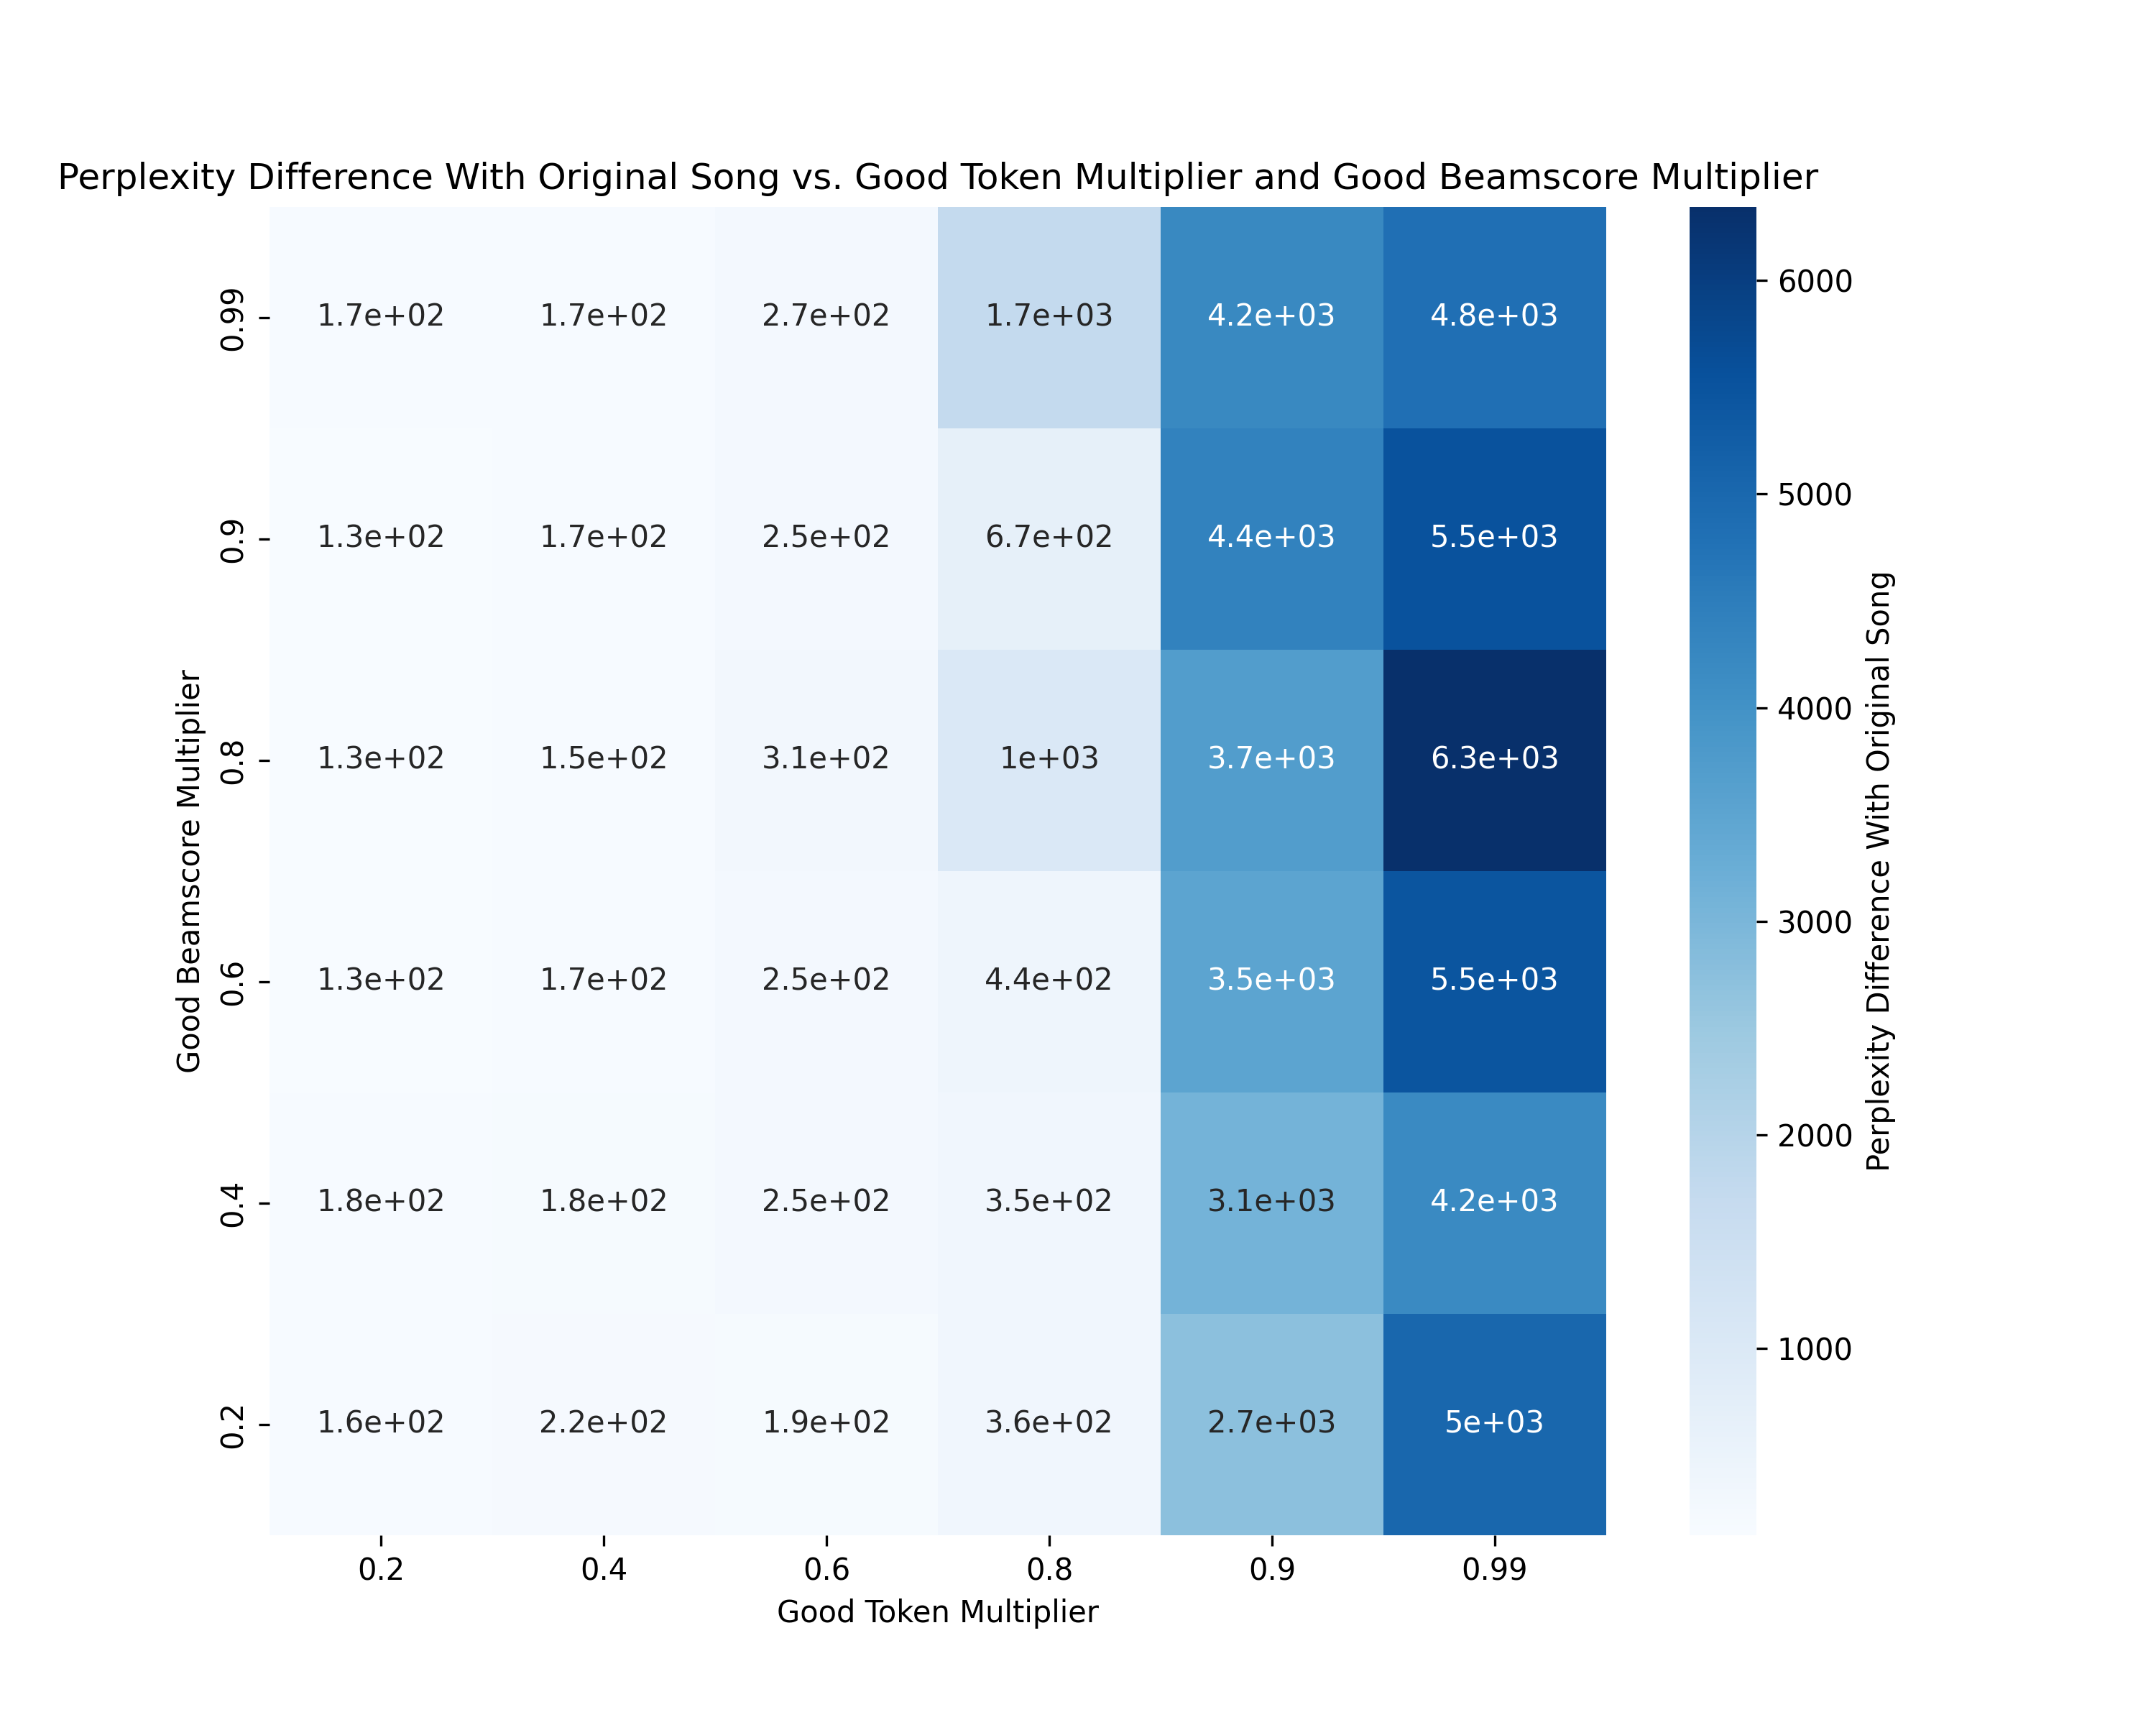 Perplexity Difference With Original Song vs. Good Token Multiplier and Good Beamscore Multiplier
Good Beamscore Multiplier
0.99 1.7e+02 1.7e+02 2.7e+02 1.7e+03 4.2e+03 4.8e+03
0.9 1.3e+02 1.7e+02 2.5e+02 6.7e+02 4.4e+03 5.5e+03
0.8 1.3e+02 1.5e+02 3.1e+02 1e+03 3.7e+03 6.3e+03
0.6 1.3e+02 1.7e+02 2.5e+02 4.4e+02 3.5e+03 5.5e+03
0.4 1.8e+02 1.8e+02 2.5e+02 3.5e+02 3.1e+03 4.2e+03
0.2 1.6e+02 2.2e+02 1.9e+02 3.6e+02 2.7e+03 5e+03
0.2 0.4 0.6 0.8 0.9 0.99
Good Token Multiplier
6000
5000
4000
3000
2000
1000
Perplexity Difference With Original Song